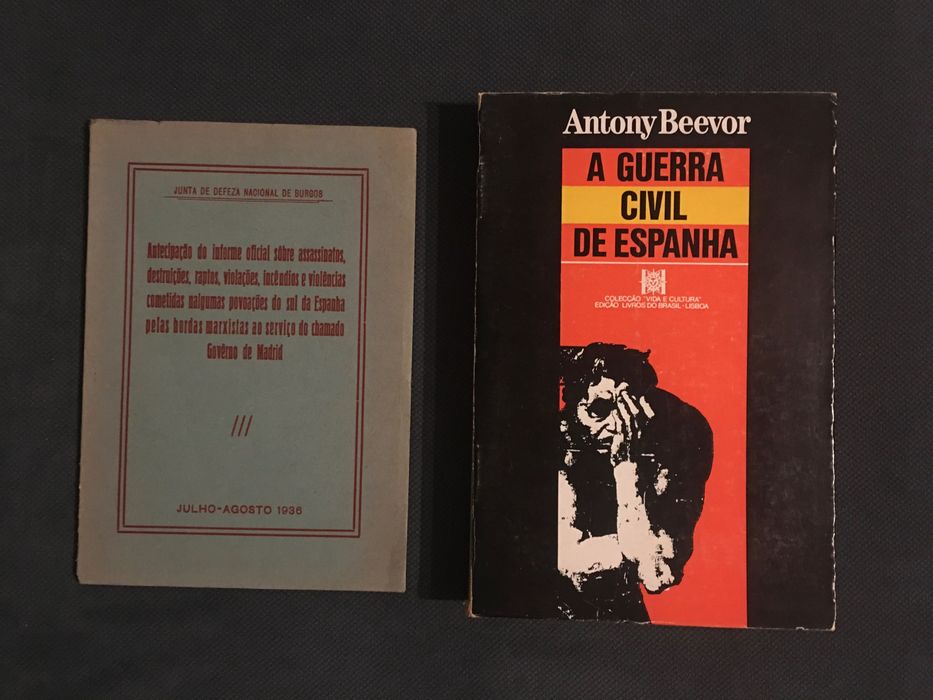 JUNTA DE DEFEZA NACIONAL DE BURGOS
Antecipação do informe oficial sôbre assassinatos,
destruïções, raptos, violações, incêndios e violências
cometidas nalgumas povoações do sul da Espanha
pelas hordas marxistas ao serviço do chamado
Govêrno de Madrid
///
JULHO-AGOSTO 1936
Antony Beevor
A GUERRA
CIVIL
DE ESPANHA
COLECÇÃO "VIDA E CULTURA"
EDIÇÃO LIVROS DO BRASIL - LISBOA